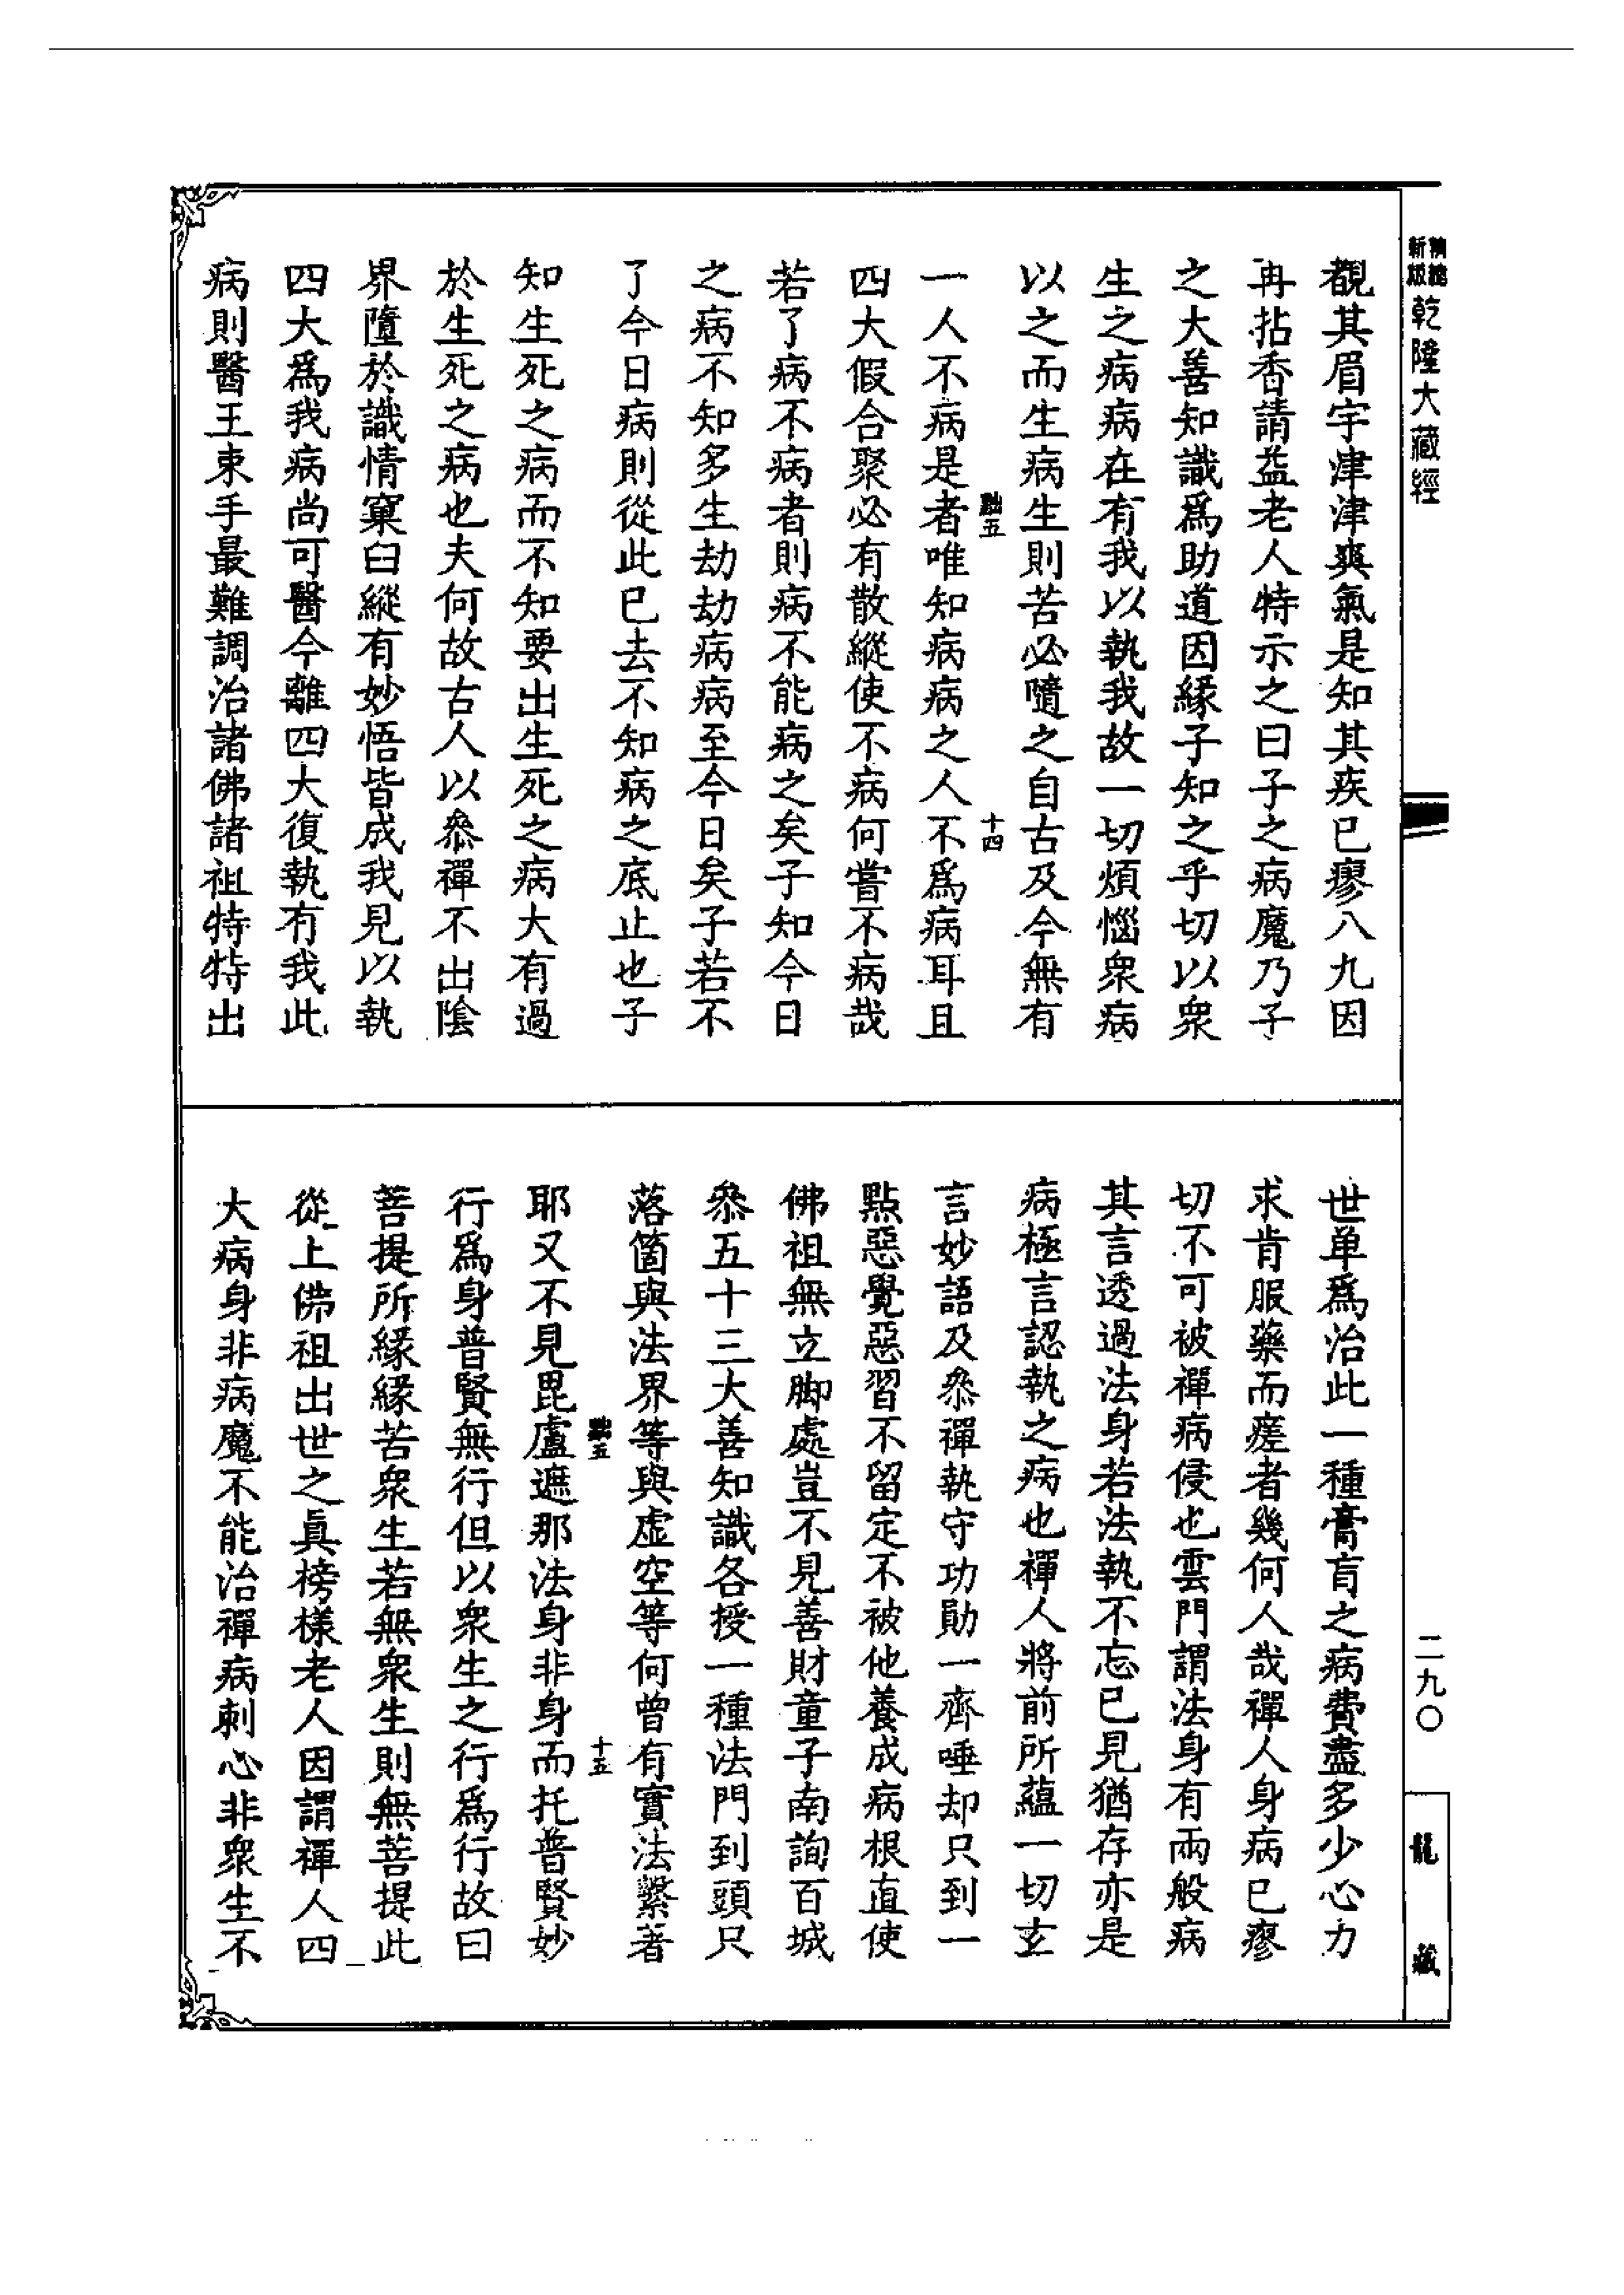 精縮
新版
乾隆大藏經
覩其眉宇津津爽氣是知其疾已瘳八九因
再拈香請益老人特示之曰子之病魔乃子
之大善知識爲助道因緣子知之乎切以衆
生之病病在有我以執我故一切煩惱衆病
以之而生病生則苦必隨之自古及今無有
黜五
十四
一人不病是者唯知病病之人不爲病耳且
四大假合聚必有散縱使不病何嘗不病哉
若了病不病者則病不能病之矣子知今日
之病不知多生劫劫病病至今日矣子若不
了今日病則從此已去不知病之底止也子
知生死之病而不知要出生死之病大有過
於生死之病也夫何故古人以叅禪不出陰
界墮於識情窠臼縱有妙悟皆成我見以執
四大爲我病尚可醫今離四大復執有我此
病則醫王束手最難調治諸佛諸祖特特出
世单爲治此一種膏肓之病費盡多少心力
求肯服藥而瘥者幾何人哉禪人身病已瘳
切不可被禪病侵也雲門謂法身有兩般病
其言透過法身若法執不忘已見猶存亦是
病極言認執之病也禪人將前所蘊一切玄
言妙語及叅禪執守功勛一齊唾却只到一
點惡覺惡習不留定不被他養成病根直使
佛祖無立脚處豈不見善財童子南詢百城
叅五十三大善知識各授一種法門到頭只
落箇與法界等與虛空等何曾有實法繫著
黜五
十五
耶又不見毘盧遮那法身非身而托普賢妙
行爲身普賢無行但以衆生之行爲行故曰
菩提所緣緣苦衆生若無衆生則無菩提此
從上佛祖出世之眞榜樣老人因謂禪人四
大病身非病魔不能治禪病刺心非衆生不
二九〇
龍藏